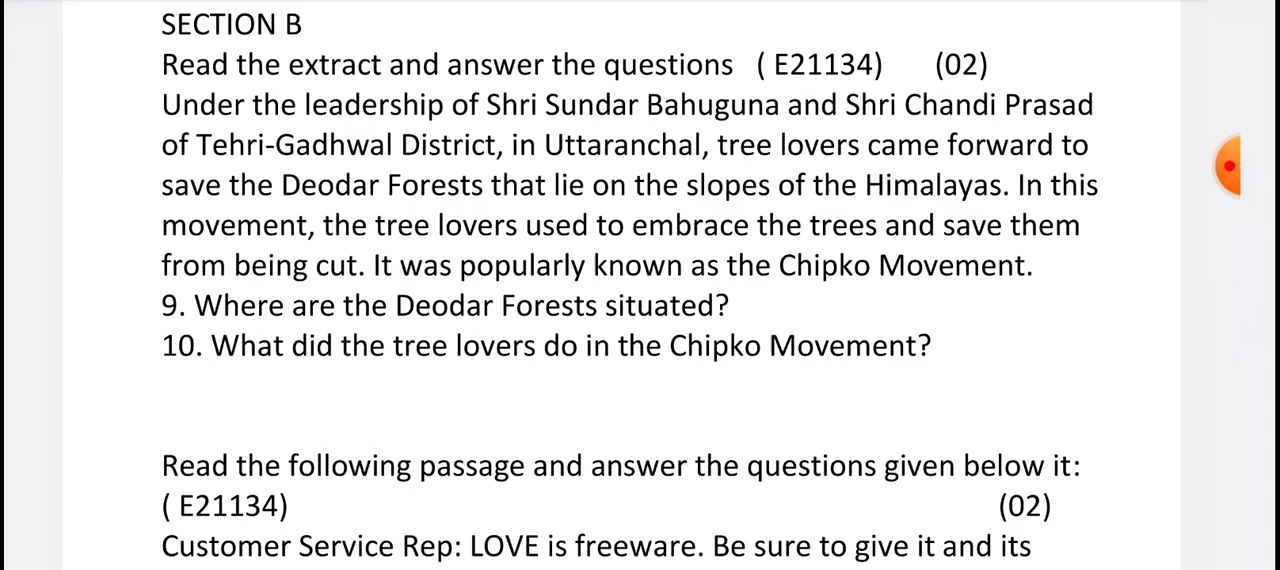 SECTION B
Read the extract and answer the questions ( E21134) (02)
Under the leadership of Shri Sundar Bahuguna and Shri Chandi Prasad
of Tehri-Gadhwal District, in Uttaranchal, tree lovers came forward to
save the Deodar Forests that lie on the slopes of the Himalayas. In this
movement, the tree lovers used to embrace the trees and save them
from being cut. It was popularly known as the Chipko Movement.
9. Where are the Deodar Forests situated?
10. What did the tree lovers do in the Chipko Movement?
Read the following passage and answer the questions given below it:
( E21134) (02)
Customer Service Rep: LOVE is freeware. Be sure to give it and its